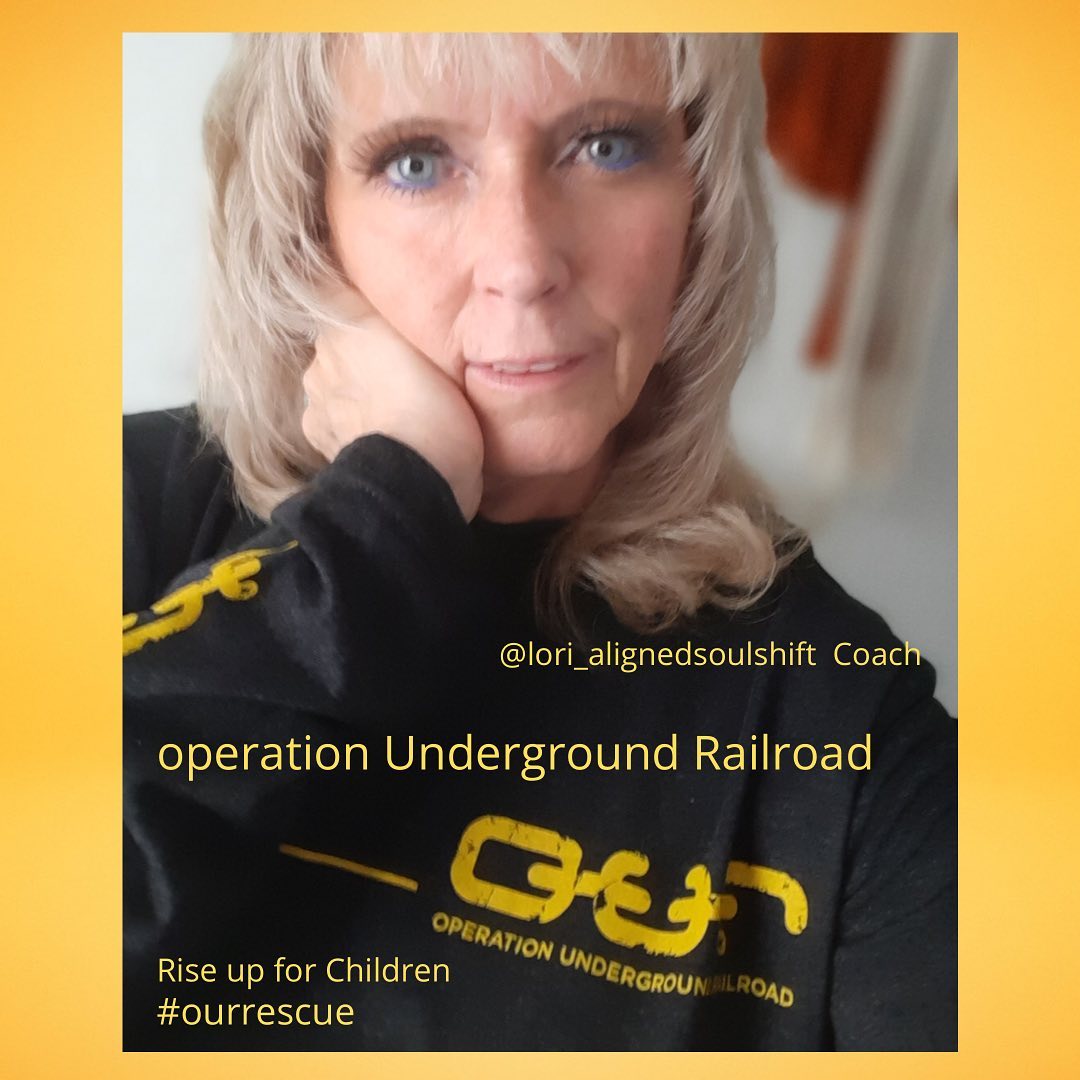 @lori_alignedsoulshift Coach
operation Underground Railroad
OUR
OPERATION UNDERGROUND RAILROAD
Rise up for Children
#ourrescue